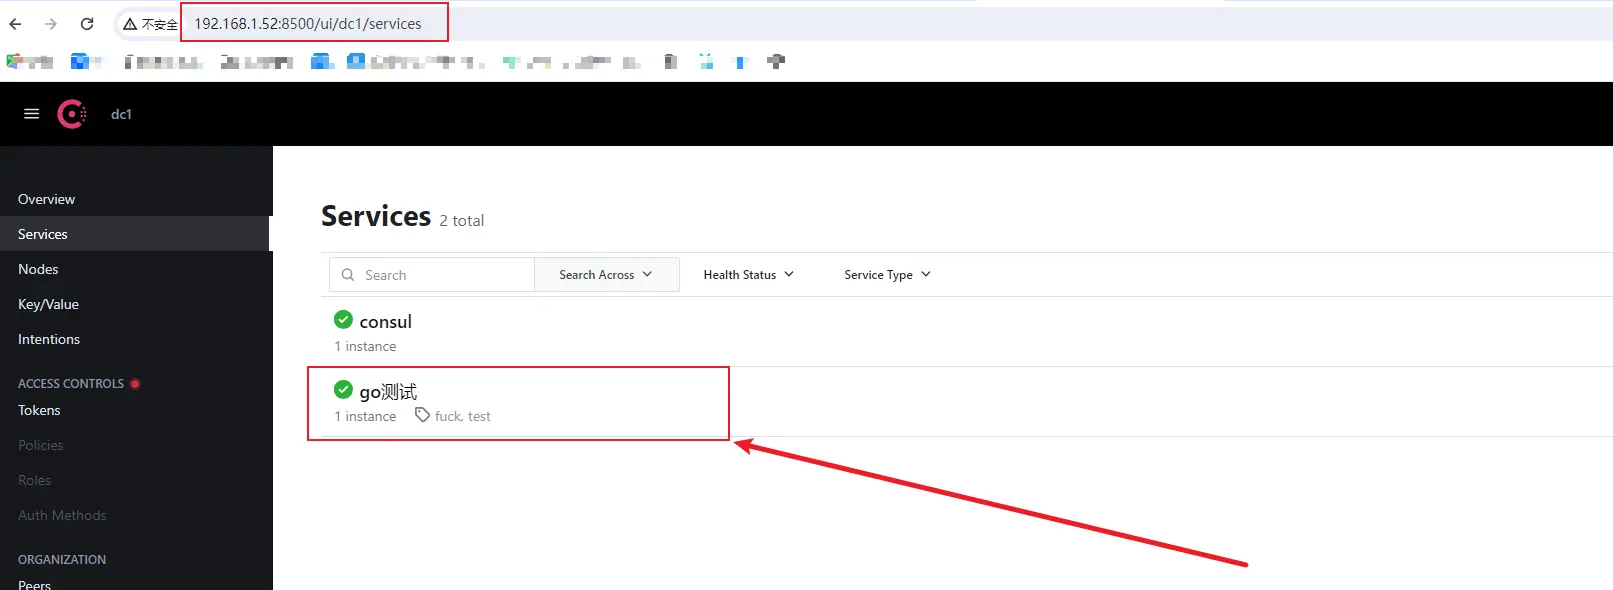 不安全 192.168.1.52:8500/ui/dc1/services
dc1
Overview
Services
Nodes
Key/Value
Intentions
ACCESS CONTROLS
Tokens
Policies
Roles
Auth Methods
ORGANIZATION
Peers
Services 2 total
Search Search Across Health Status Service Type
consul
1 instance
go测试
1 instance fuck, test